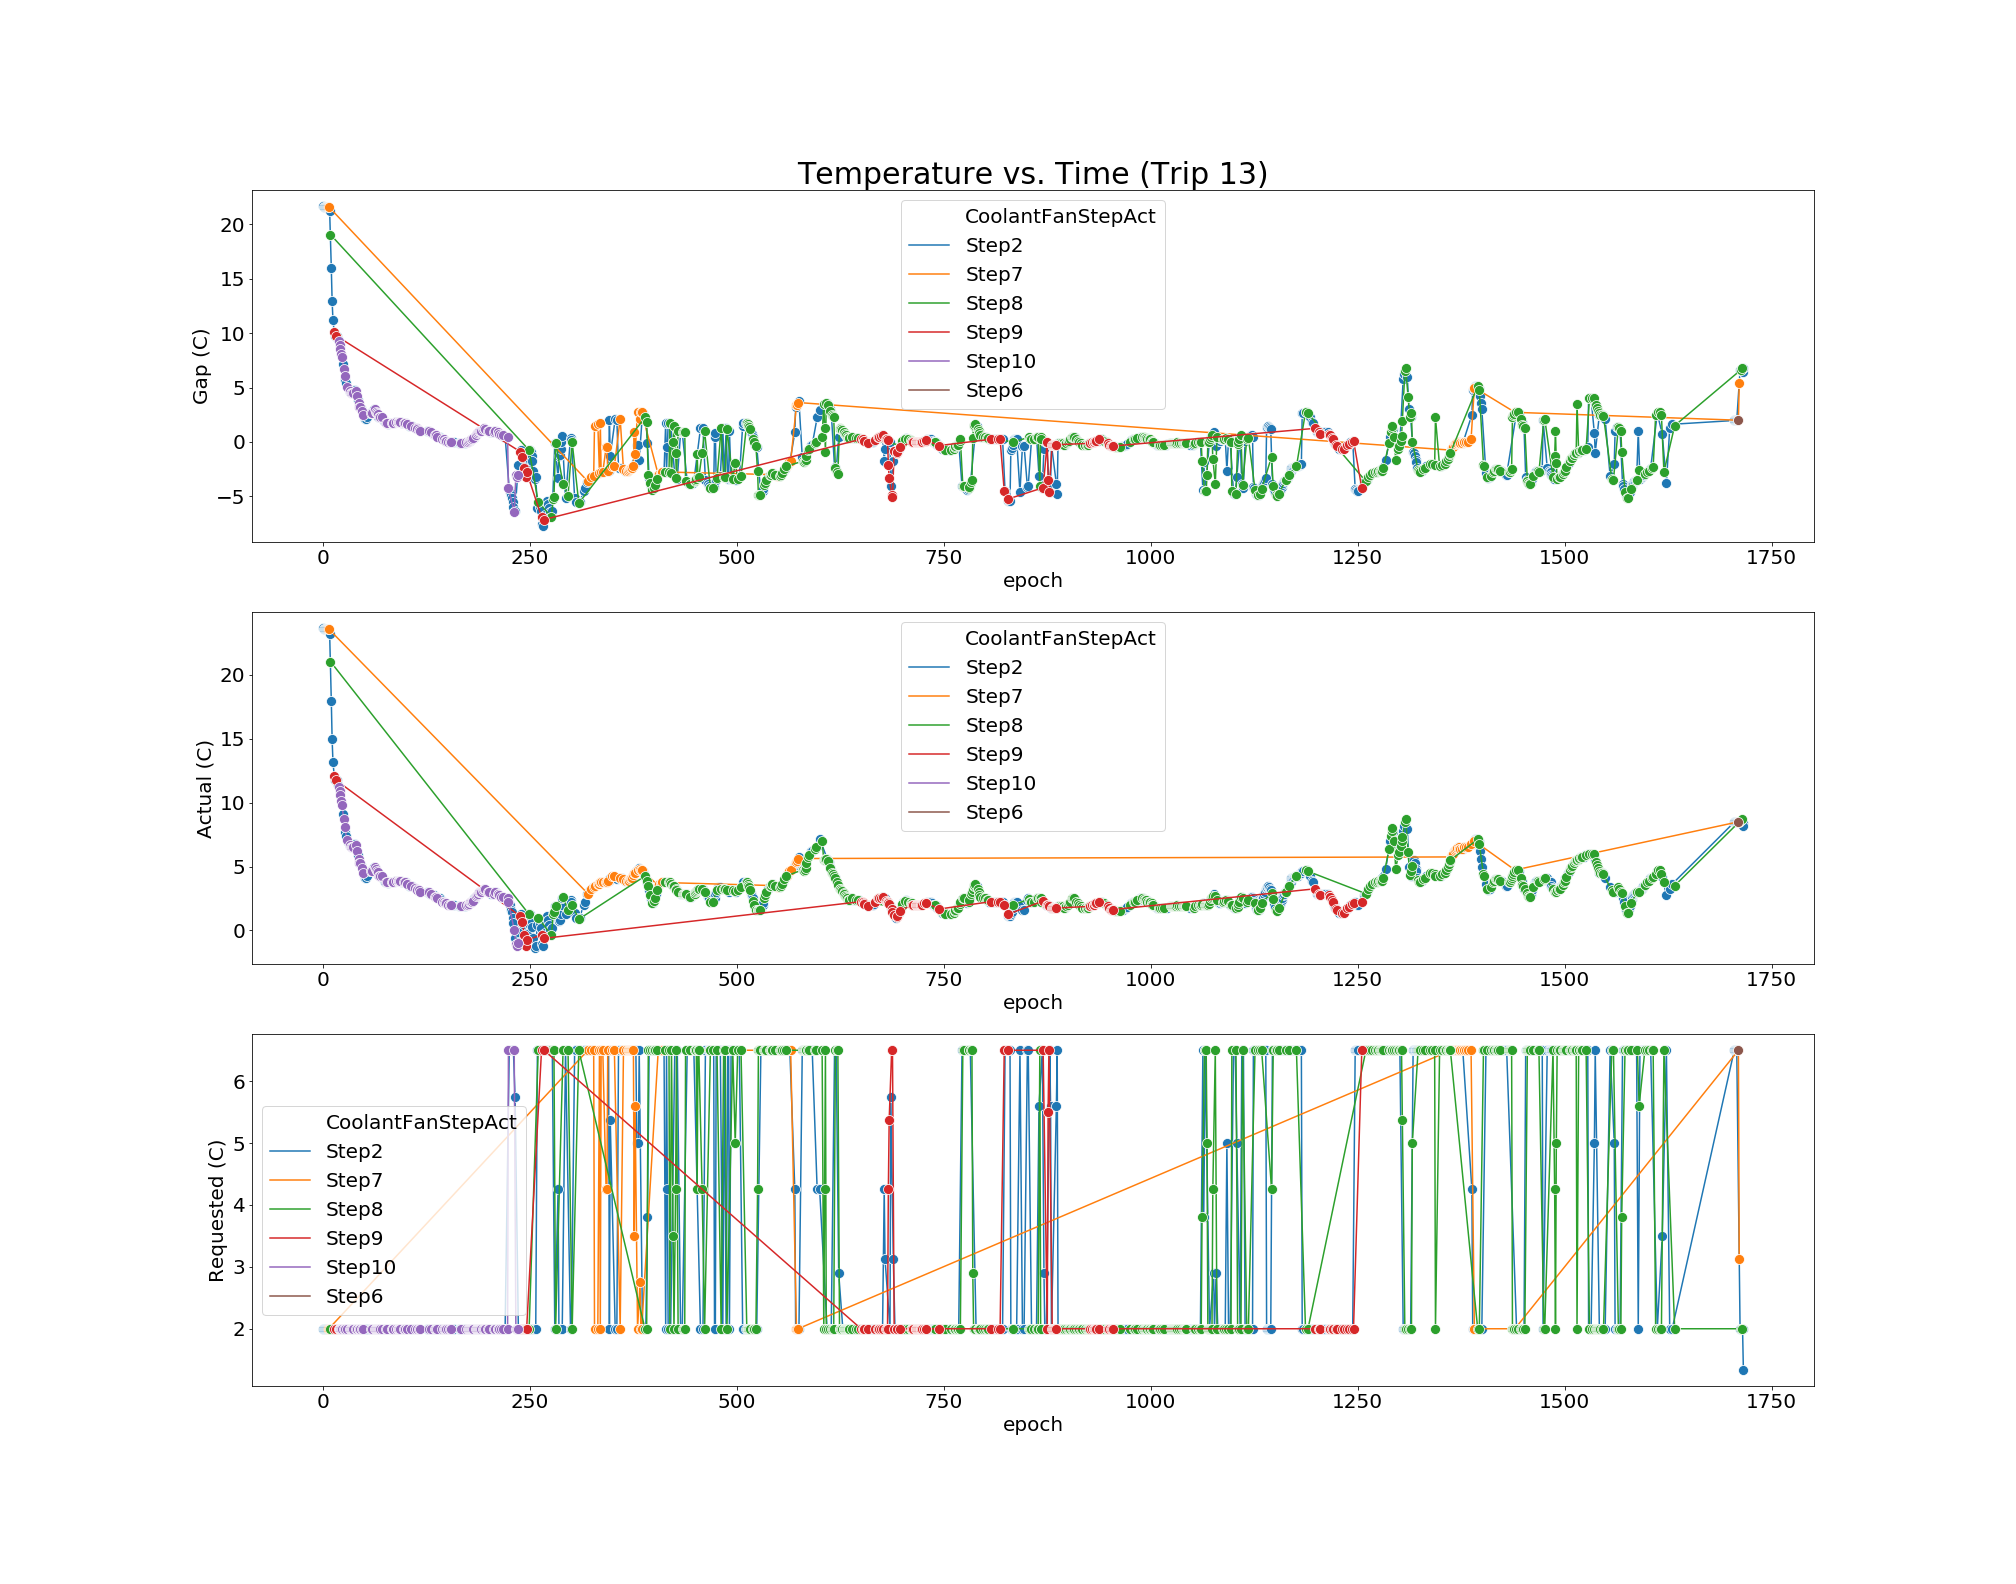 Temperature vs. Time (Trip 13)
Gap (C)
20
15
10
5
0
−5
CoolantFanStepAct
Step2
Step7
Step8
Step9
Step10
Step6
0 250 500 750 1000 1250 1500 1750
epoch
Actual (C)
20
15
10
5
0
CoolantFanStepAct
Step2
Step7
Step8
Step9
Step10
Step6
0 250 500 750 1000 1250 1500 1750
epoch
Requested (C)
6
5
4
3
2
CoolantFanStepAct
Step2
Step7
Step8
Step9
Step10
Step6
0 250 500 750 1000 1250 1500 1750
epoch